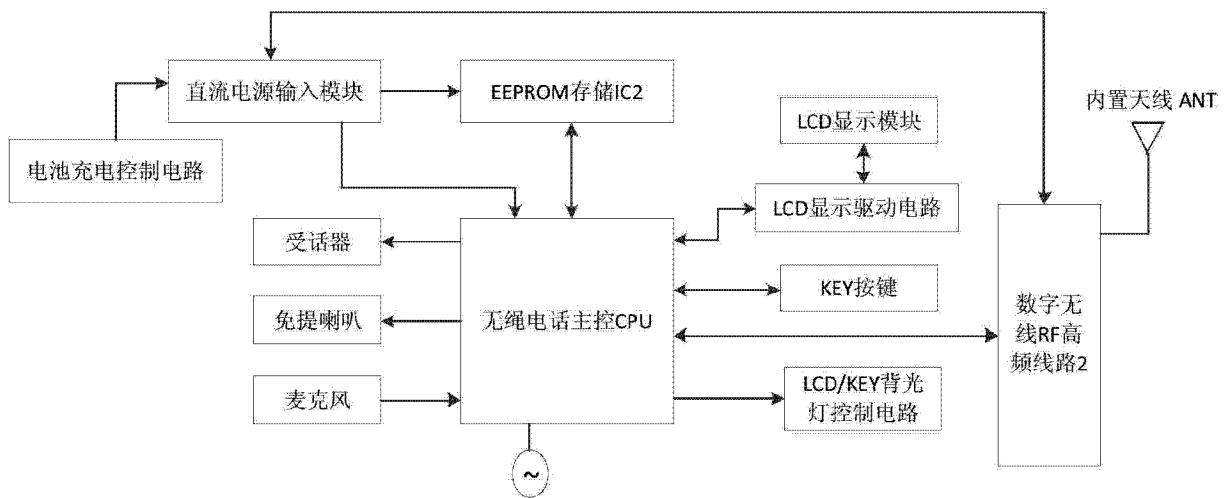 直流电源输入模块
EEPROM存储IC2
LCD显示模块
内置天线 ANT
电池充电控制电路
LCD显示驱动电路
受话器
KEY按键
免提喇叭
无绳电话主控CPU
数字无
线RF高
频线路2
麦克风
LCD/KEY背光
灯控制电路
~